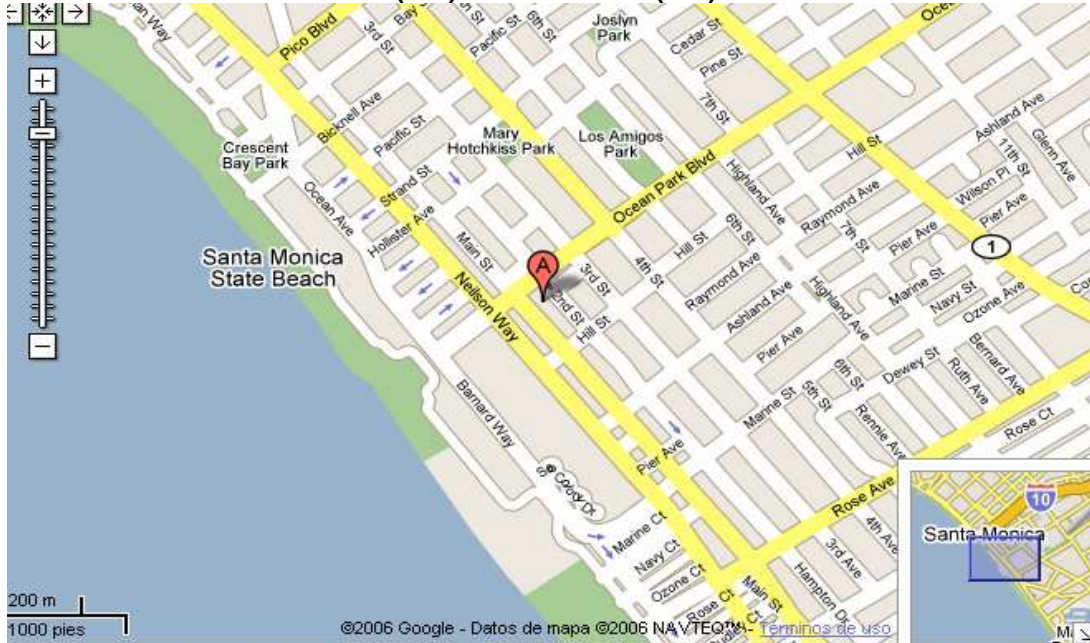 Pico Blvd
3rd St
Bay St
Pacific St
6th St
Joslyn
Park
Cedar St
Pine St
7th St
Bicknell Ave
Pacific St
Crescent
Bay Park
Mary
Hotchkiss Park
Los Amigos
Park
Ocean Park Blvd
Hill St
Ashland Ave
11th St
Glenn Ave
Wilson Pl
Pier Ave
Ocean Ave
Strand St
Hollister Ave
Main St
Highland Ave
Raymond Ave
7th St
Pier Ave
1
Santa Monica
State Beach
Neilson Way
A
3rd St
2nd St
Hill St
4th St
Hill St
6th St
Raymond Ave
Ashland Ave
Pier Ave
Highland Ave
Marine St
Navy St
Ozone Ave
Dewey St
6th St
Bernard Ave
Ruth Ave
Barnard Way
Marine St
5th St
Rennie Ave
Rose Ct
Pier Ave
Rose Ave
4th Ave
3rd Ave
Hampton Dr
Marine Ct
Navy Ct
Ozone Ct
Rose Ct
Main St
10
Santa Monica
200 m
1000 pies
©2006 Google - Datos de mapa ©2006 NAVTEQ™ - Términos de uso